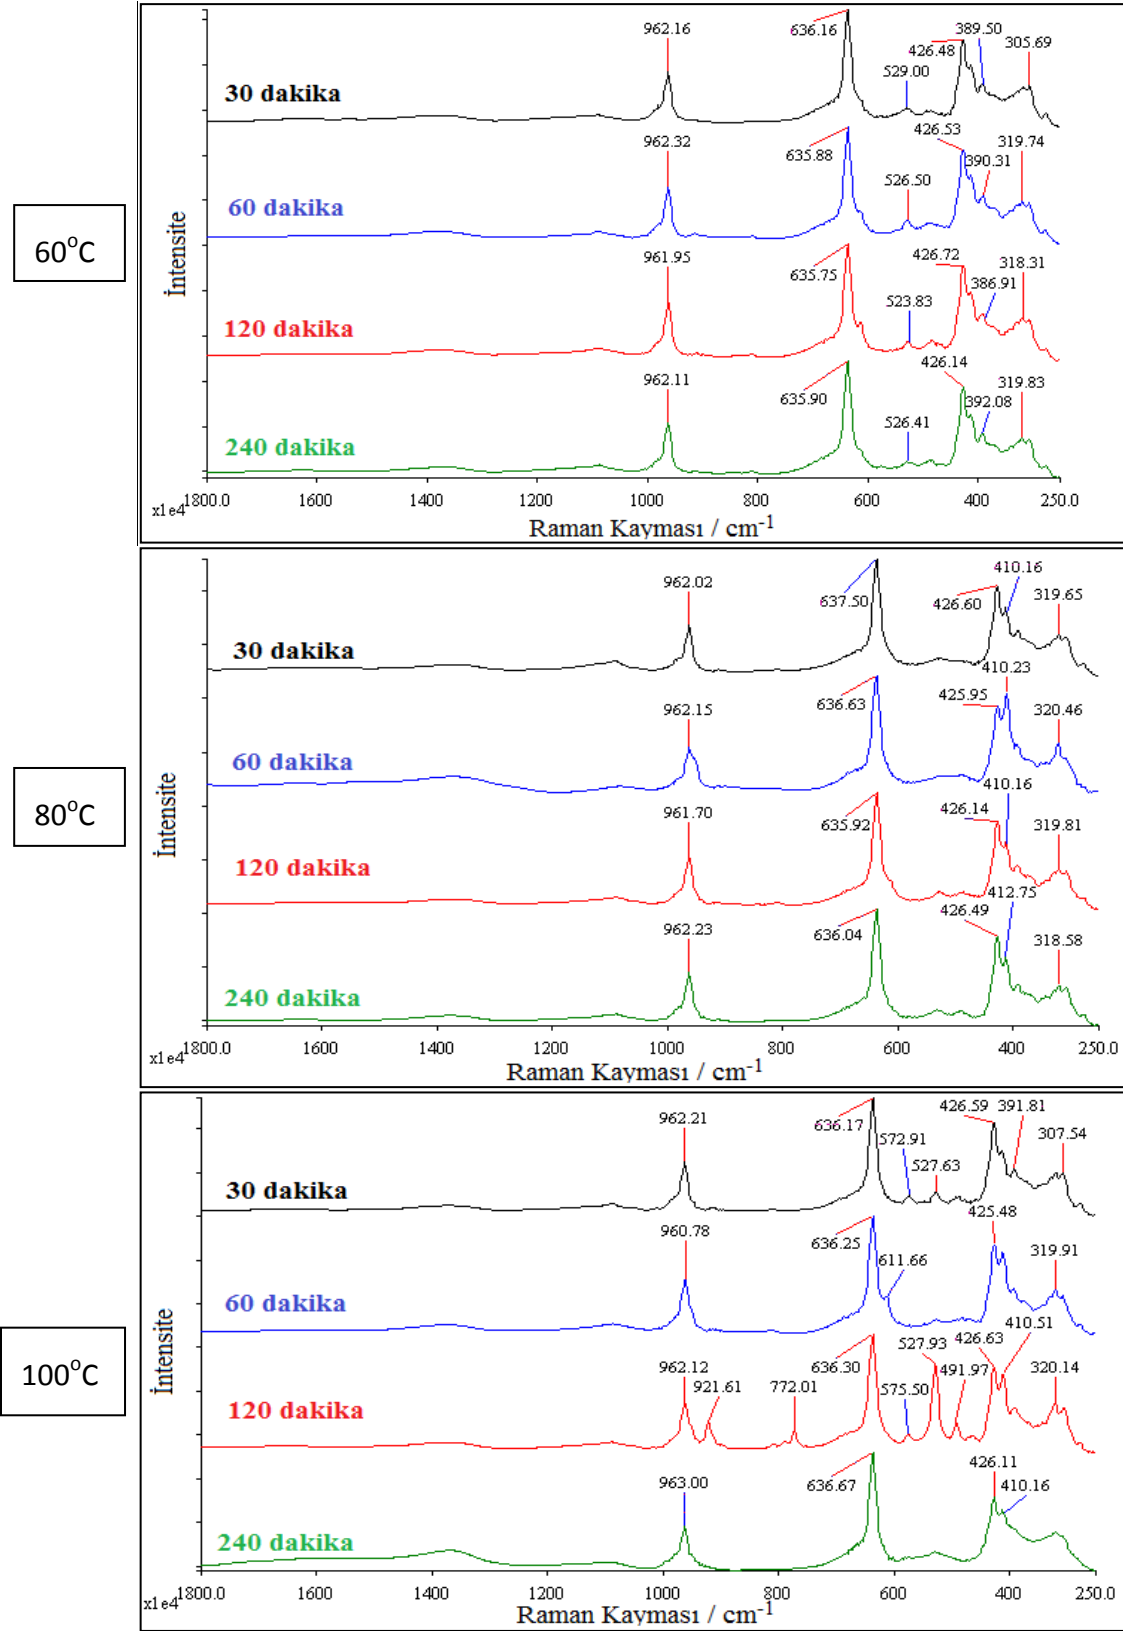 60°C
962.16
636.16
529.00
426.48
389.50
305.69
30 dakika
962.32
635.88
526.50
426.53
390.31
319.74
60 dakika
961.95
635.75
523.83
426.72
386.91
318.31
120 dakika
962.11
635.90
526.41
426.14
392.08
319.83
240 dakika
İntensite
x1e4
1800.0 1600 1400 1200 1000 800 600 400 250.0
Raman Kayması / cm-1
80°C
962.02
637.50
426.60
410.16
319.65
30 dakika
962.15
636.63
425.95
410.23
320.46
60 dakika
961.70
635.92
426.14
410.16
319.81
120 dakika
962.23
636.04
426.49
412.75
318.58
240 dakika
İntensite
x1e4
1800.0 1600 1400 1200 1000 800 600 400 250.0
Raman Kayması / cm-1
100°C
962.21
636.17
572.91
527.63
426.59
391.81
307.54
30 dakika
960.78
636.25
611.66
425.48
319.91
60 dakika
962.12
921.61
772.01
636.30
575.50
527.93
491.97
426.63
410.51
320.14
120 dakika
963.00
636.67
426.11
410.16
240 dakika
İntensite
x1e4
1800.0 1600 1400 1200 1000 800 600 400 250.0
Raman Kayması / cm-1